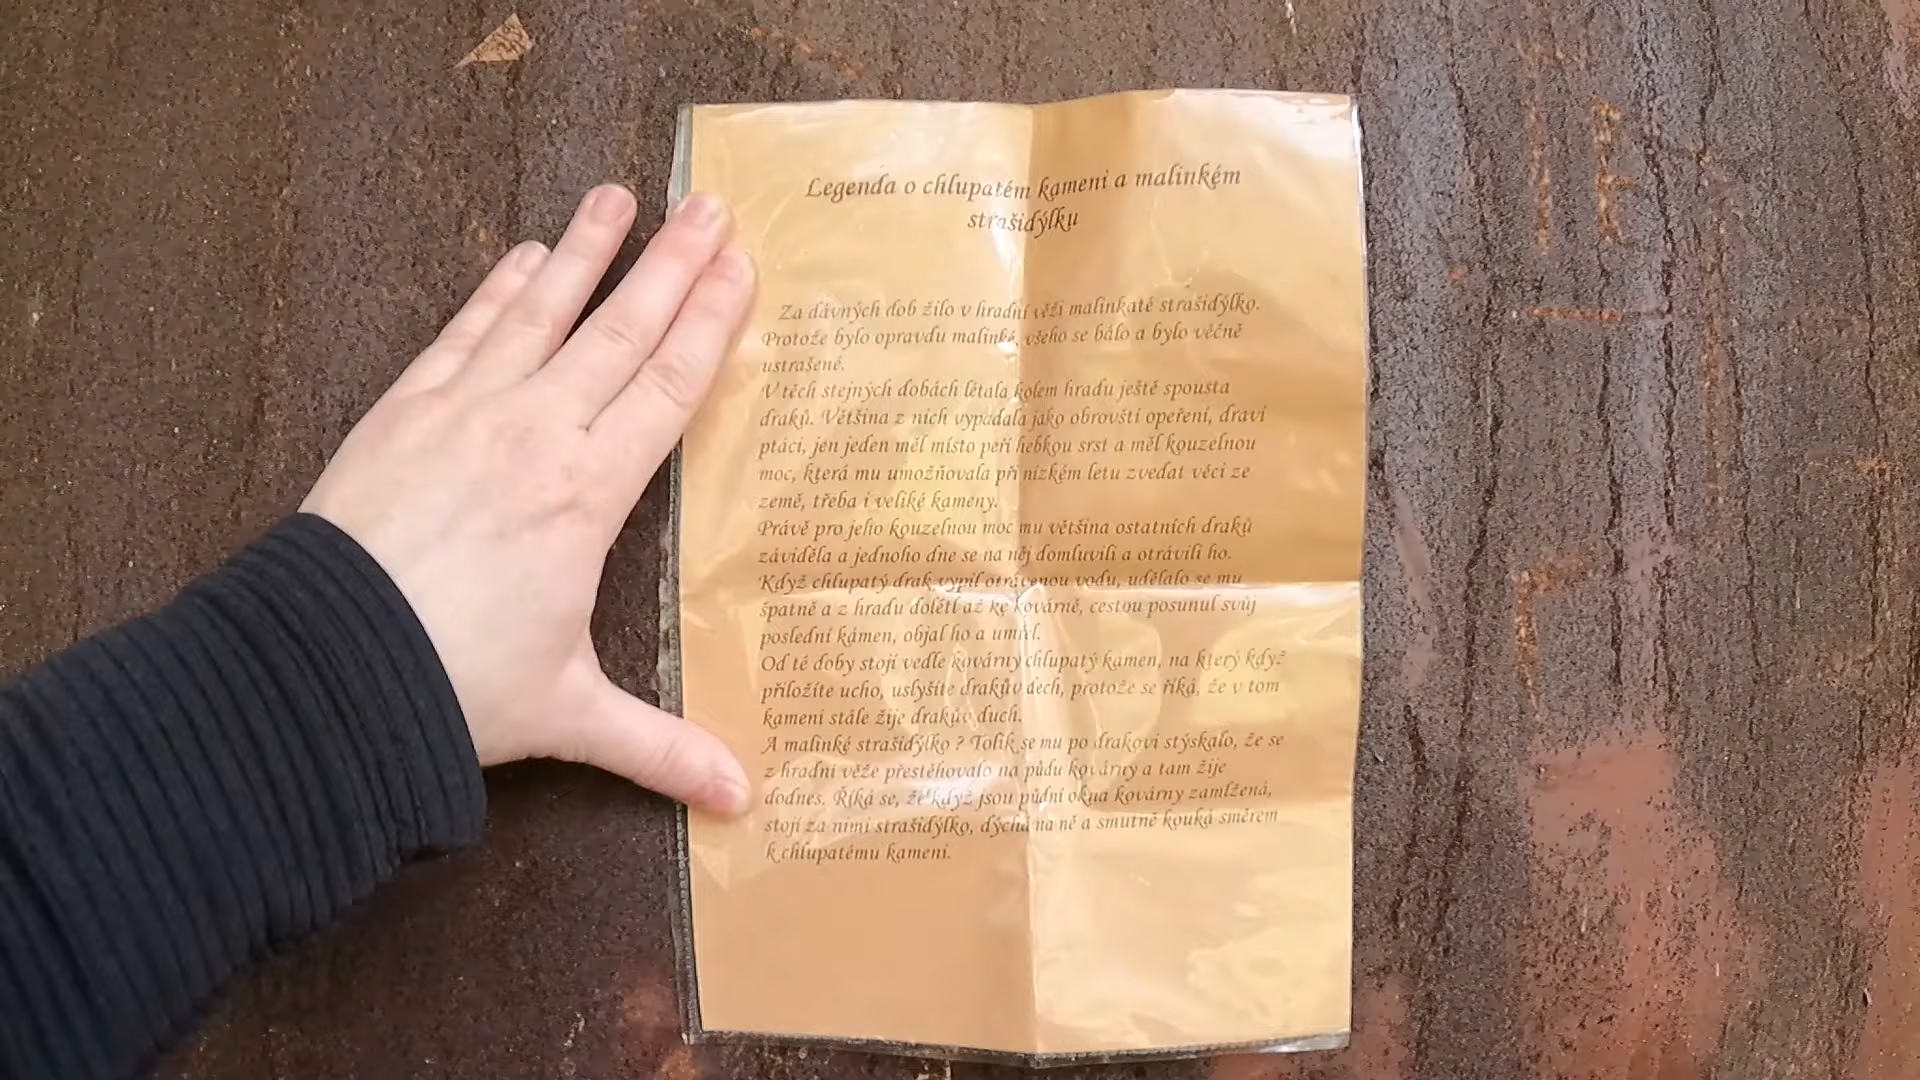 Legenda o chlupatém kameni a malinkém
strašidýlku
Za dávných dob žilo v hradní věži malinkaté strašidýlko.
Protože bylo opravdu malinké, všeho se bálo a bylo věčně
ustrašené.
V těch stejných dobách létala kolem hradu ještě spousta
draků. Většina z nich vypadala jako obrovští opeření, draví
ptáci, jen jeden měl místo peří hebkou srst a měl kouzelnou
moc, která mu umožňovala při nízkém letu zvedat věci ze
země, třeba i veliké kameny.
Právě pro jeho kouzelnou moc mu většina ostatních draků
záviděla a jednoho dne se na něj domluvili a otrávili ho.
Když chlupatý drak vypil otrávenou vodu, udělalo se mu
špatně a z hradu dolétl až ke kovárně, cestou posunul svůj
poslední kámen, objal ho a umřel.
Od té doby stojí vedle kovárny chlupatý kámen, na který když
přiložíte ucho, uslyšíte drakův dech, protože se říká, že v tom
kameni stále žije drakův duch.
A malinké strašidýlko ? Tolik se mu po drakovi stýskalo, že se
z hradní věže přestěhovalo na půdu kovárny a tam žije
dodnes. Říká se, že když jsou půdní okna kovárny zamlžená,
stojí za nimi strašidýlko, dýchá na ně a smutně kouká směrem
k chlupatému kameni.